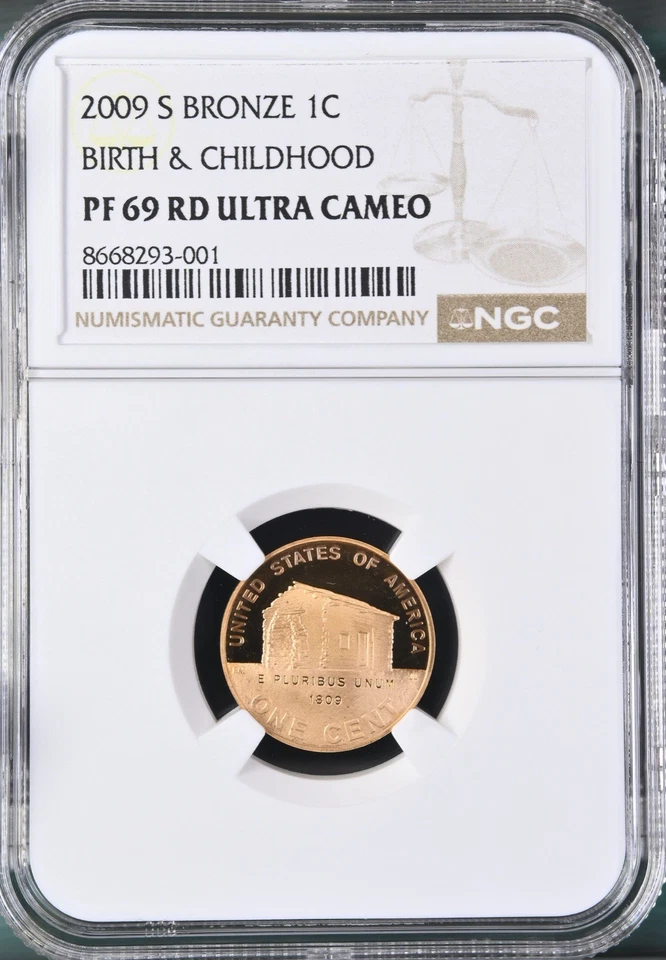 2009 S BRONZE 1C
BIRTH & CHILDHOOD
PF 69 RD ULTRA CAMEO
8668293-001
NUMISMATIC GUARANTY COMPANY
NGC
UNITED STATES OF AMERICA
E PLURIBUS UNUM
1809
ONE CENT